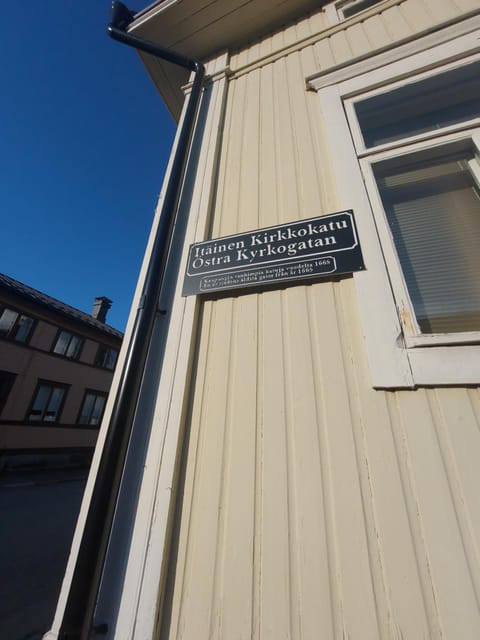 Itäinen Kirkkokatu
Östra Kyrkogatan
Kaupungin vanhimpia katuja vuodelta 1665
En av stadens äldsta gator från år 1665